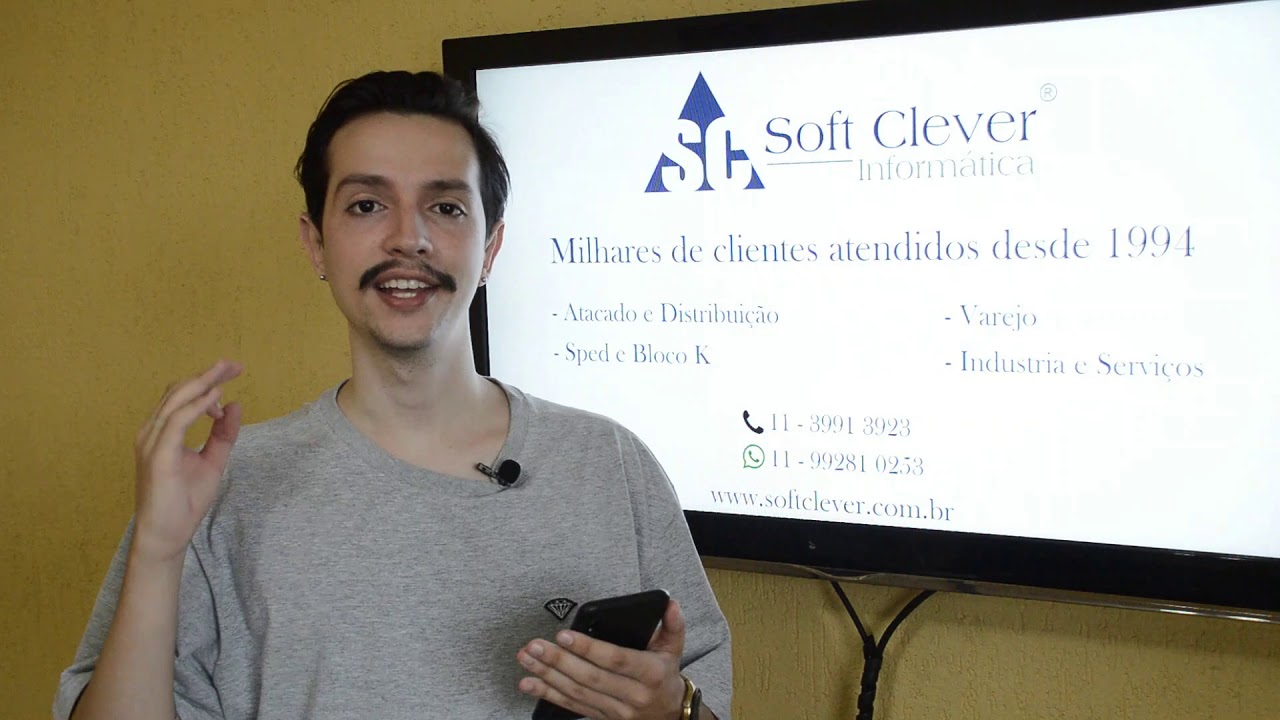 SC Soft Clever ®
Informática
Milhares de clientes atendidos desde 1994
- Atacado e Distribuição
- Varejo
- Sped e Bloco K
- Industria e Serviços
11 - 3991 3923
11 - 99281 0253
www.softclever.com.br